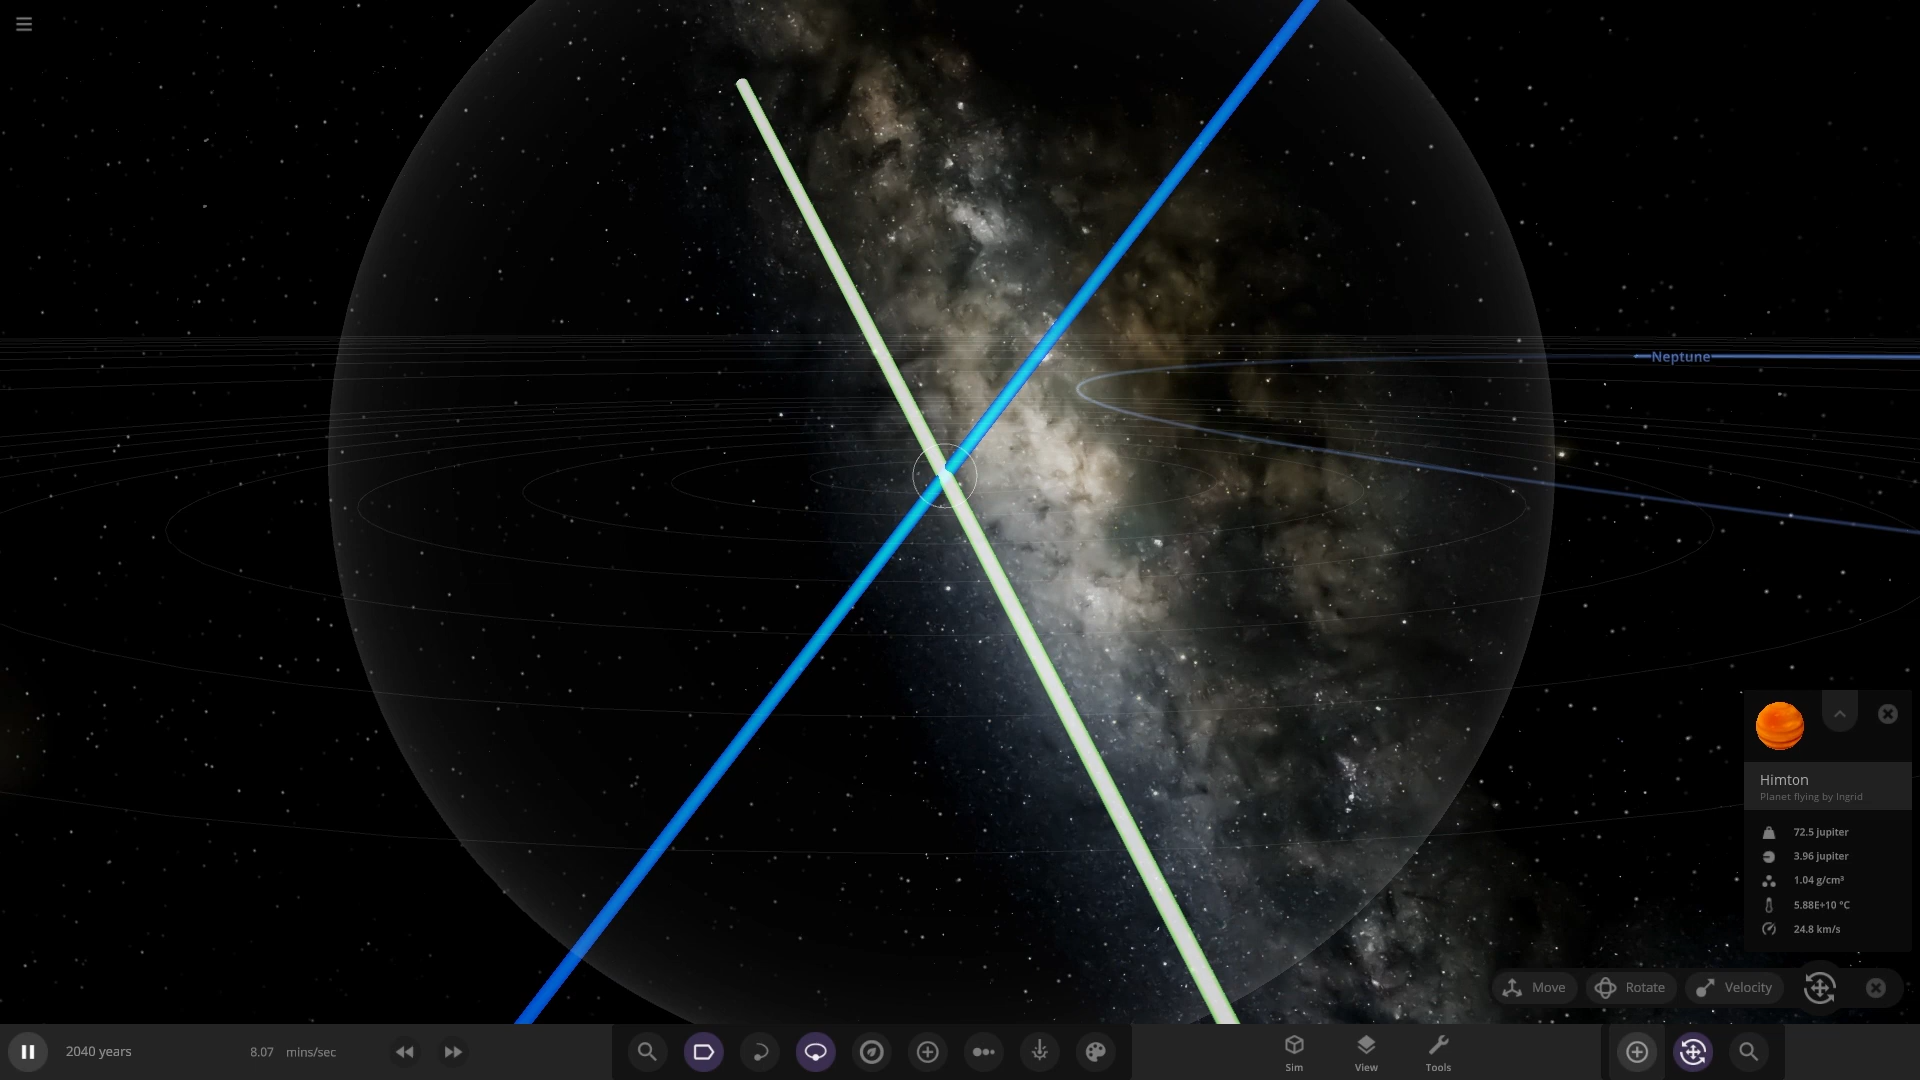 Neptune
Himton
Planet flying by Ingrid
72.5 jupiter
3.96 jupiter
1.04 g/cm³
5.88E+10 °C
24.8 km/s
Move
Rotate
Velocity
2040 years
8.07 mins/sec
Sim
View
Tools